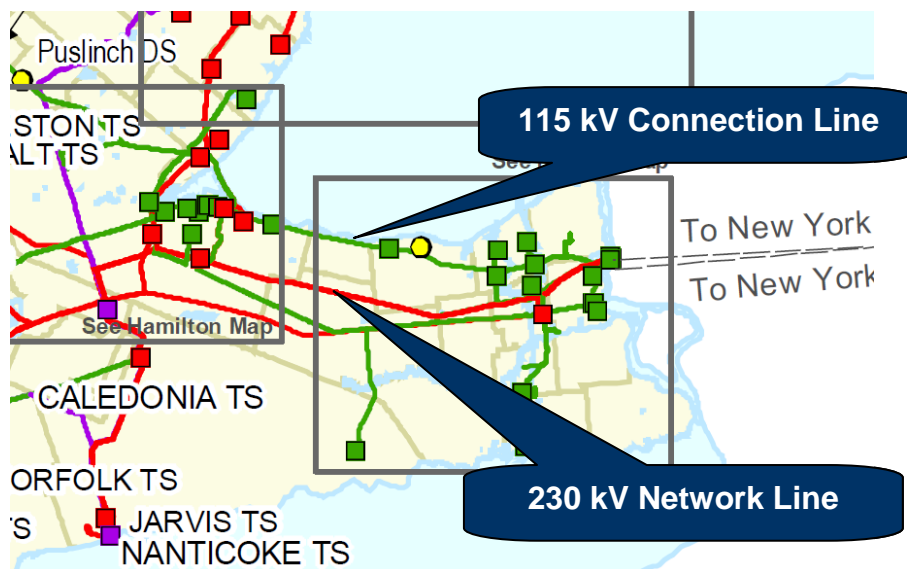 Puslinch DS
115 kV Connection Line
STON TS
ALT TS
To New York
To New York
See Hamilton Map
CALEDONIA TS
230 kV Network Line
ORFOLK TS
TS
JARVIS TS
NANTICOKE TS